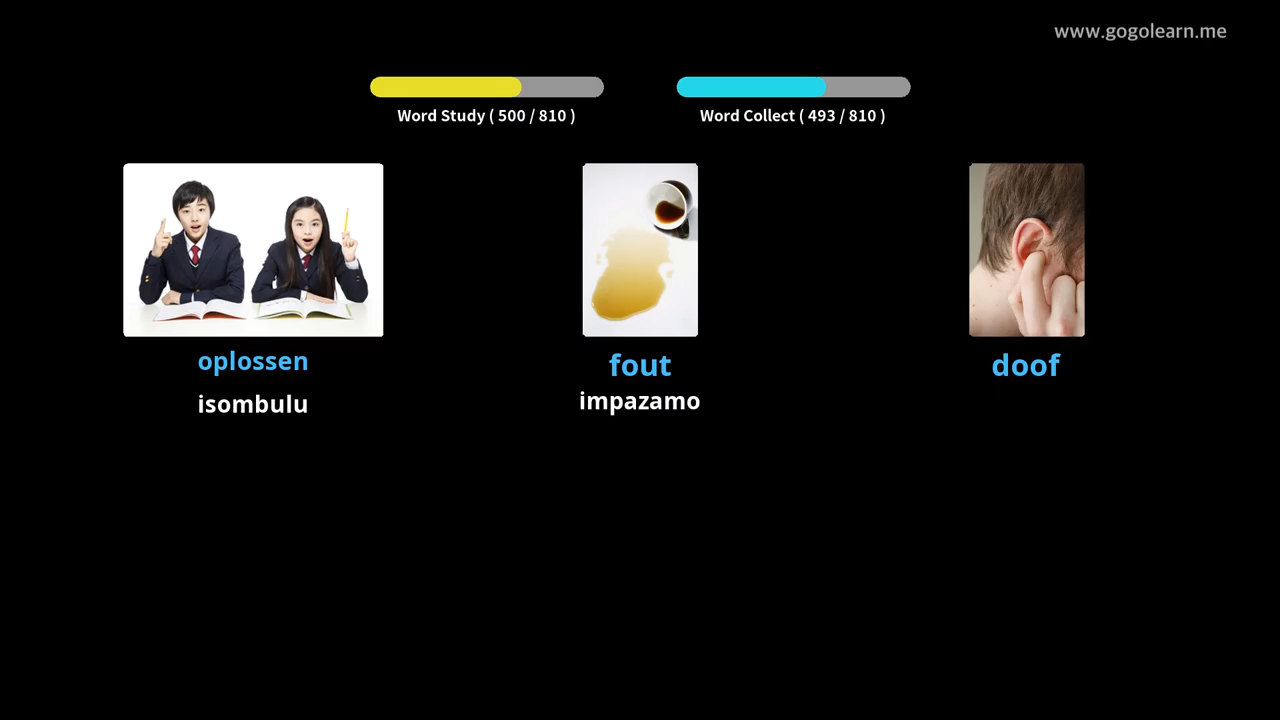 www.gogolearn.me
Word Study ( 500 / 810 )
Word Collect ( 493 / 810 )
oplossen
fout
doof
isombulu
impazamo